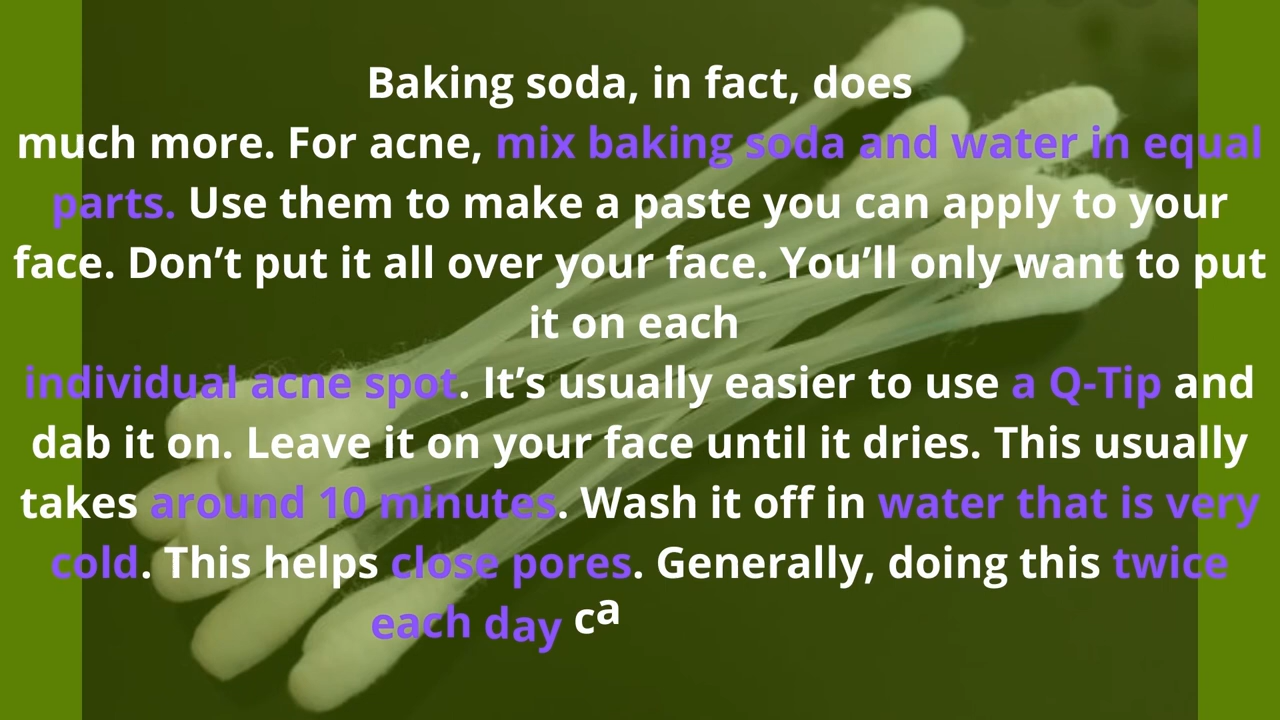 Baking soda, in fact, does
much more. For acne, mix baking soda and water in equal
parts. Use them to make a paste you can apply to your
face. Don’t put it all over your face. You’ll only want to put
it on each
individual acne spot. It’s usually easier to use a Q-Tip and
dab it on. Leave it on your face until it dries. This usually
takes around 10 minutes. Wash it off in water that is very
cold. This helps close pores. Generally, doing this twice
each day ca